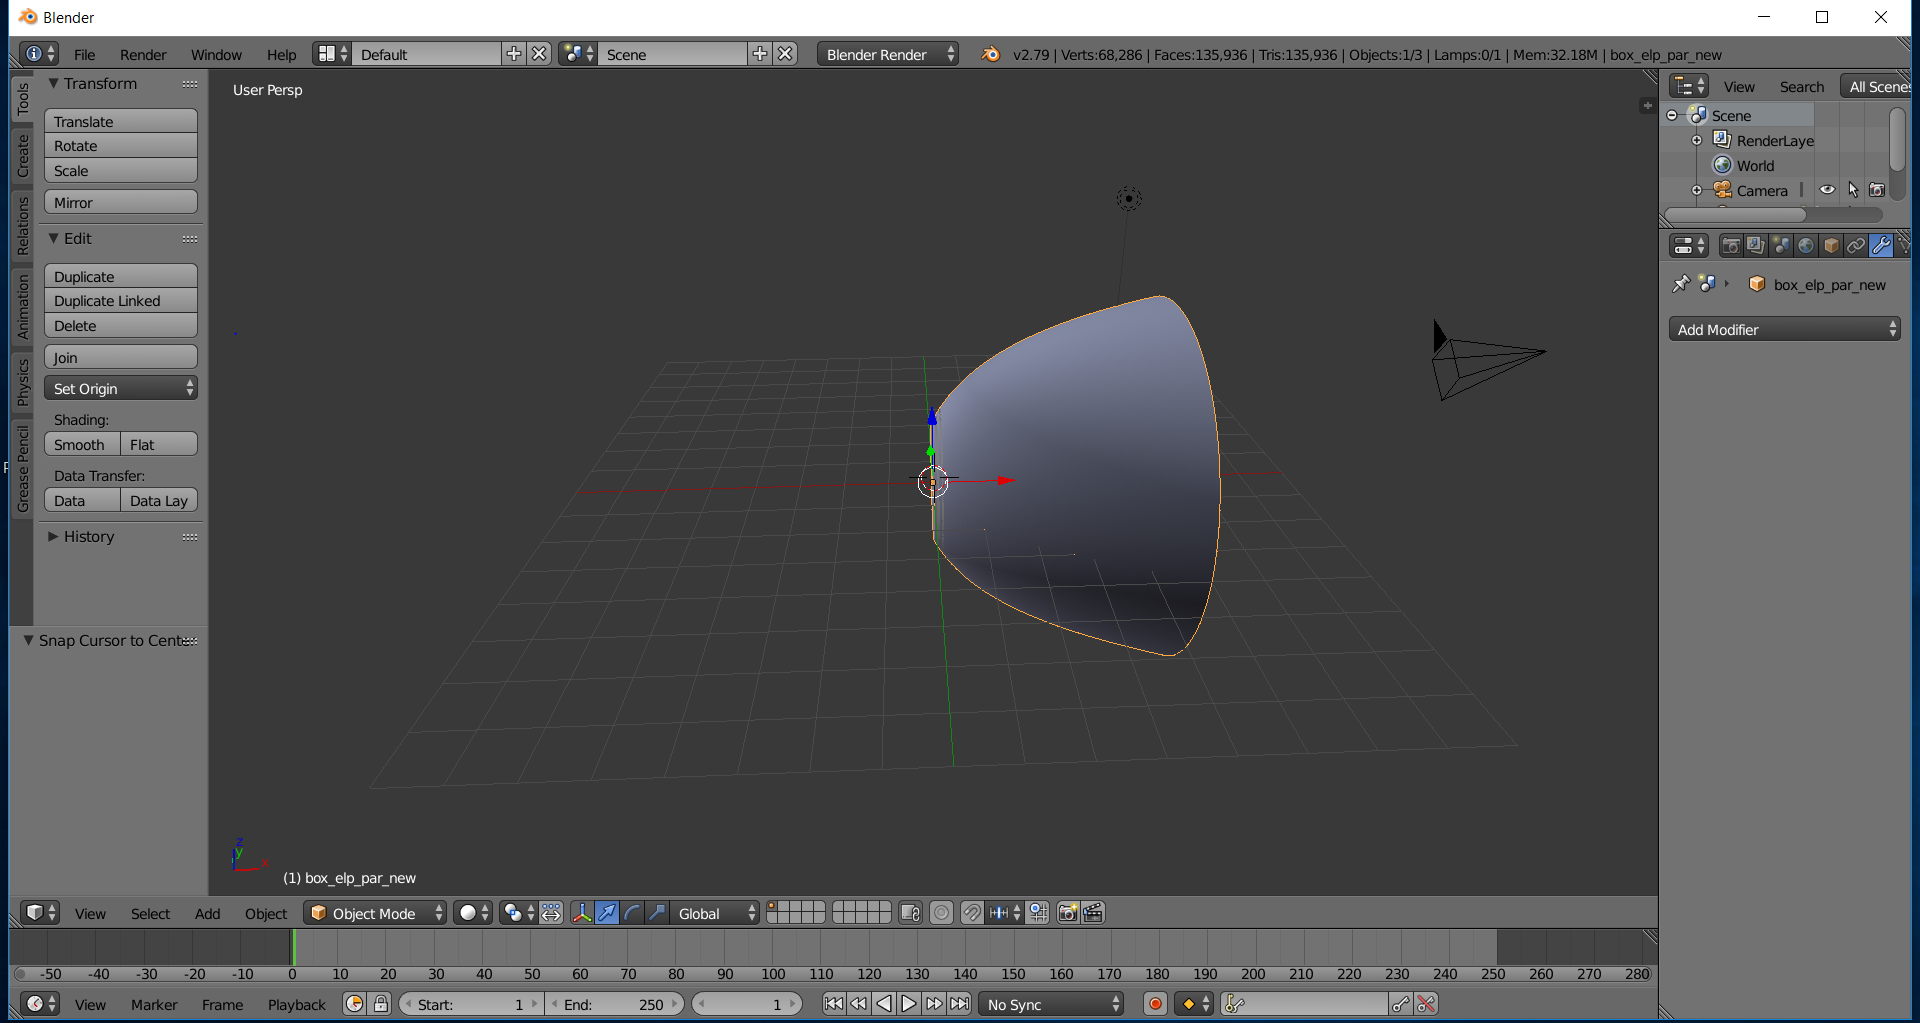 Blender
File Render Window Help Default Scene Blender Render v2.79 | Verts:68,286 | Faces:135,936 | Tris:135,936 | Objects:1/3 | Lamps:0/1 | Mem:32.18M | box_elp_par_new
Tools
Create
Relations
Animation
Physics
Grease Pencil
Transform
Translate
Rotate
Scale
Mirror
Edit
Duplicate
Duplicate Linked
Delete
Join
Set Origin
Shading:
Smooth Flat
Data Transfer:
Data Data Lay
History
Snap Cursor to Cente
User Persp
z
y
x
(1) box_elp_par_new
View Search All Scenes
Scene
RenderLaye
World
Camera
box_elp_par_new
Add Modifier
View Select Add Object Object Mode Global
-50 -40 -30 -20 -10 0 10 20 30 40 50 60 70 80 90 100 110 120 130 140 150 160 170 180 190 200 210 220 230 240 250 260 270 280
View Marker Frame Playback Start: 1 End: 250 1 No Sync